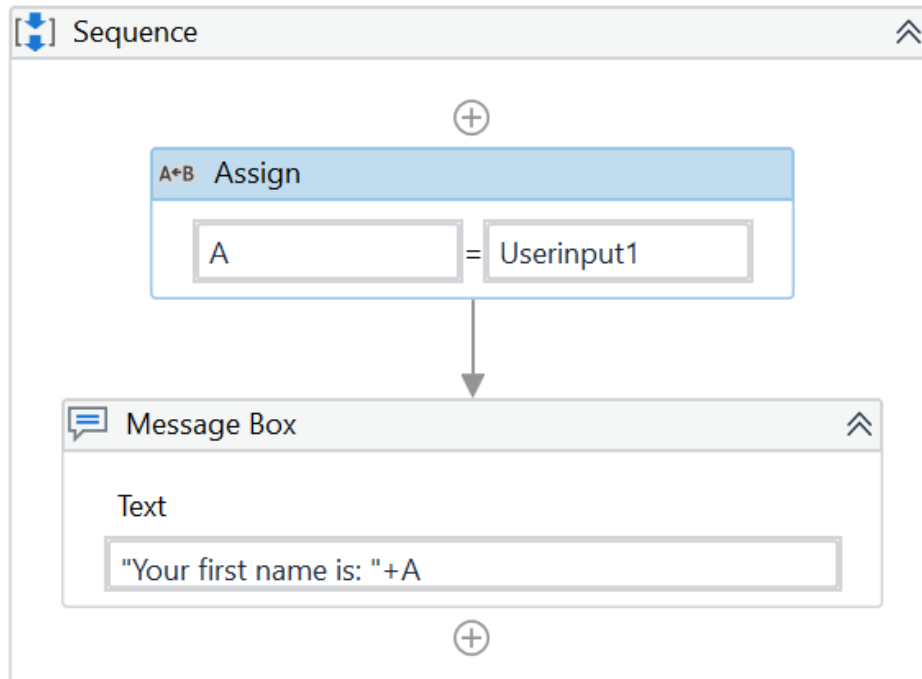 Sequence
A←B Assign
A = Userinput1
Message Box
Text
"Your first name is: "+A